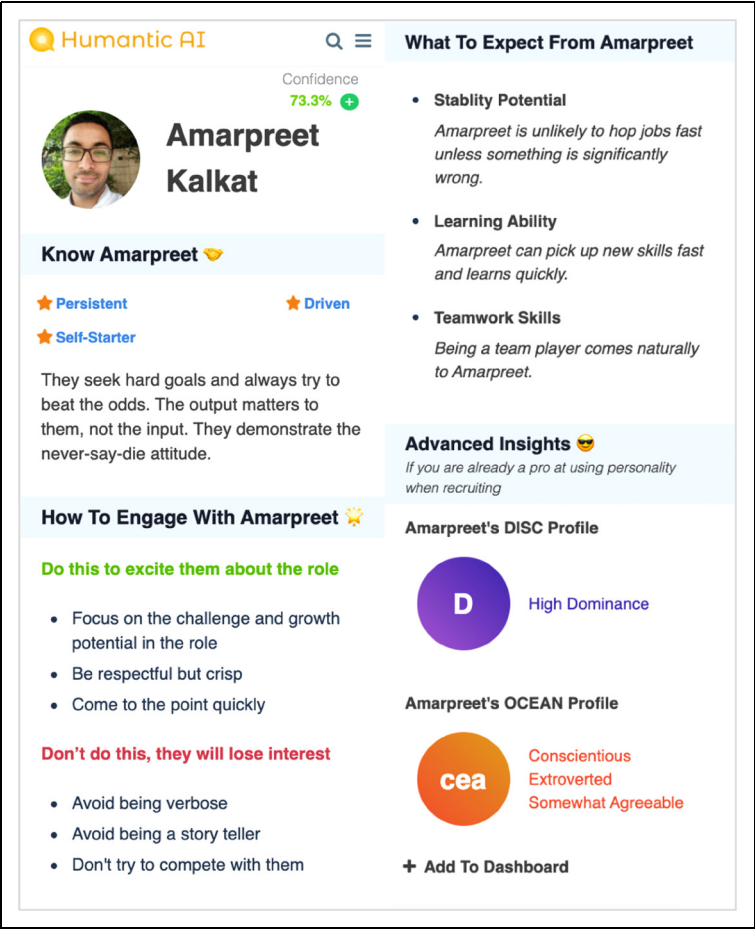 Humantic AI
Confidence
73.3%
Amarpreet
Kalkat
Know Amarpreet
Persistent
Driven
Self-Starter
They seek hard goals and always try to
beat the odds. The output matters to
them, not the input. They demonstrate the
never-say-die attitude.
How To Engage With Amarpreet
Do this to excite them about the role
• Focus on the challenge and growth
potential in the role
• Be respectful but crisp
• Come to the point quickly
Don’t do this, they will lose interest
• Avoid being verbose
• Avoid being a story teller
• Don't try to compete with them
What To Expect From Amarpreet
• Stablity Potential
Amarpreet is unlikely to hop jobs fast
unless something is significantly
wrong.
• Learning Ability
Amarpreet can pick up new skills fast
and learns quickly.
• Teamwork Skills
Being a team player comes naturally
to Amarpreet.
Advanced Insights
If you are already a pro at using personality
when recruiting
Amarpreet's DISC Profile
D
High Dominance
Amarpreet's OCEAN Profile
cea
Conscientious
Extroverted
Somewhat Agreeable
+ Add To Dashboard